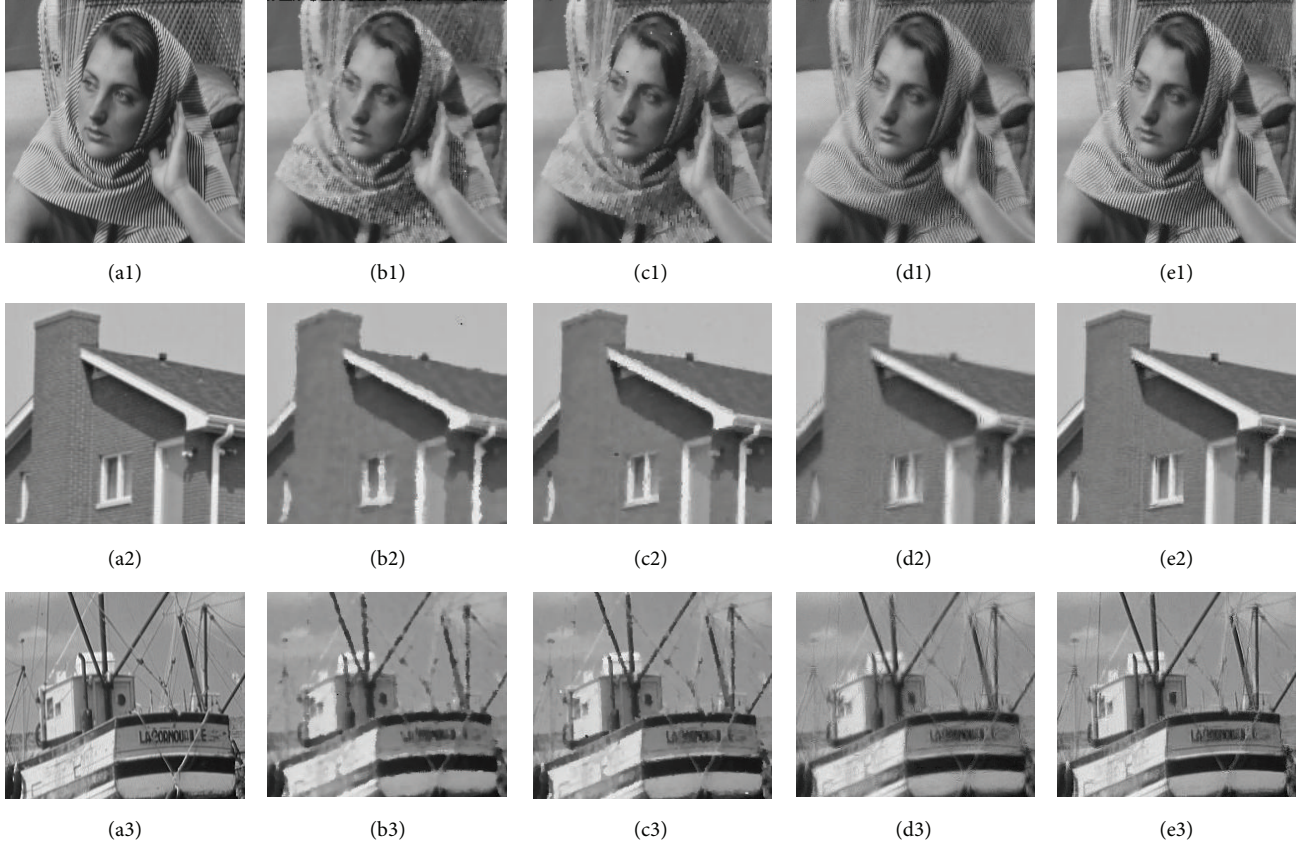 (a1) (b1) (c1) (d1) (e1)
(a2) (b2) (c2) (d2) (e2)
(a3) (b3) (c3) (d3) (e3)